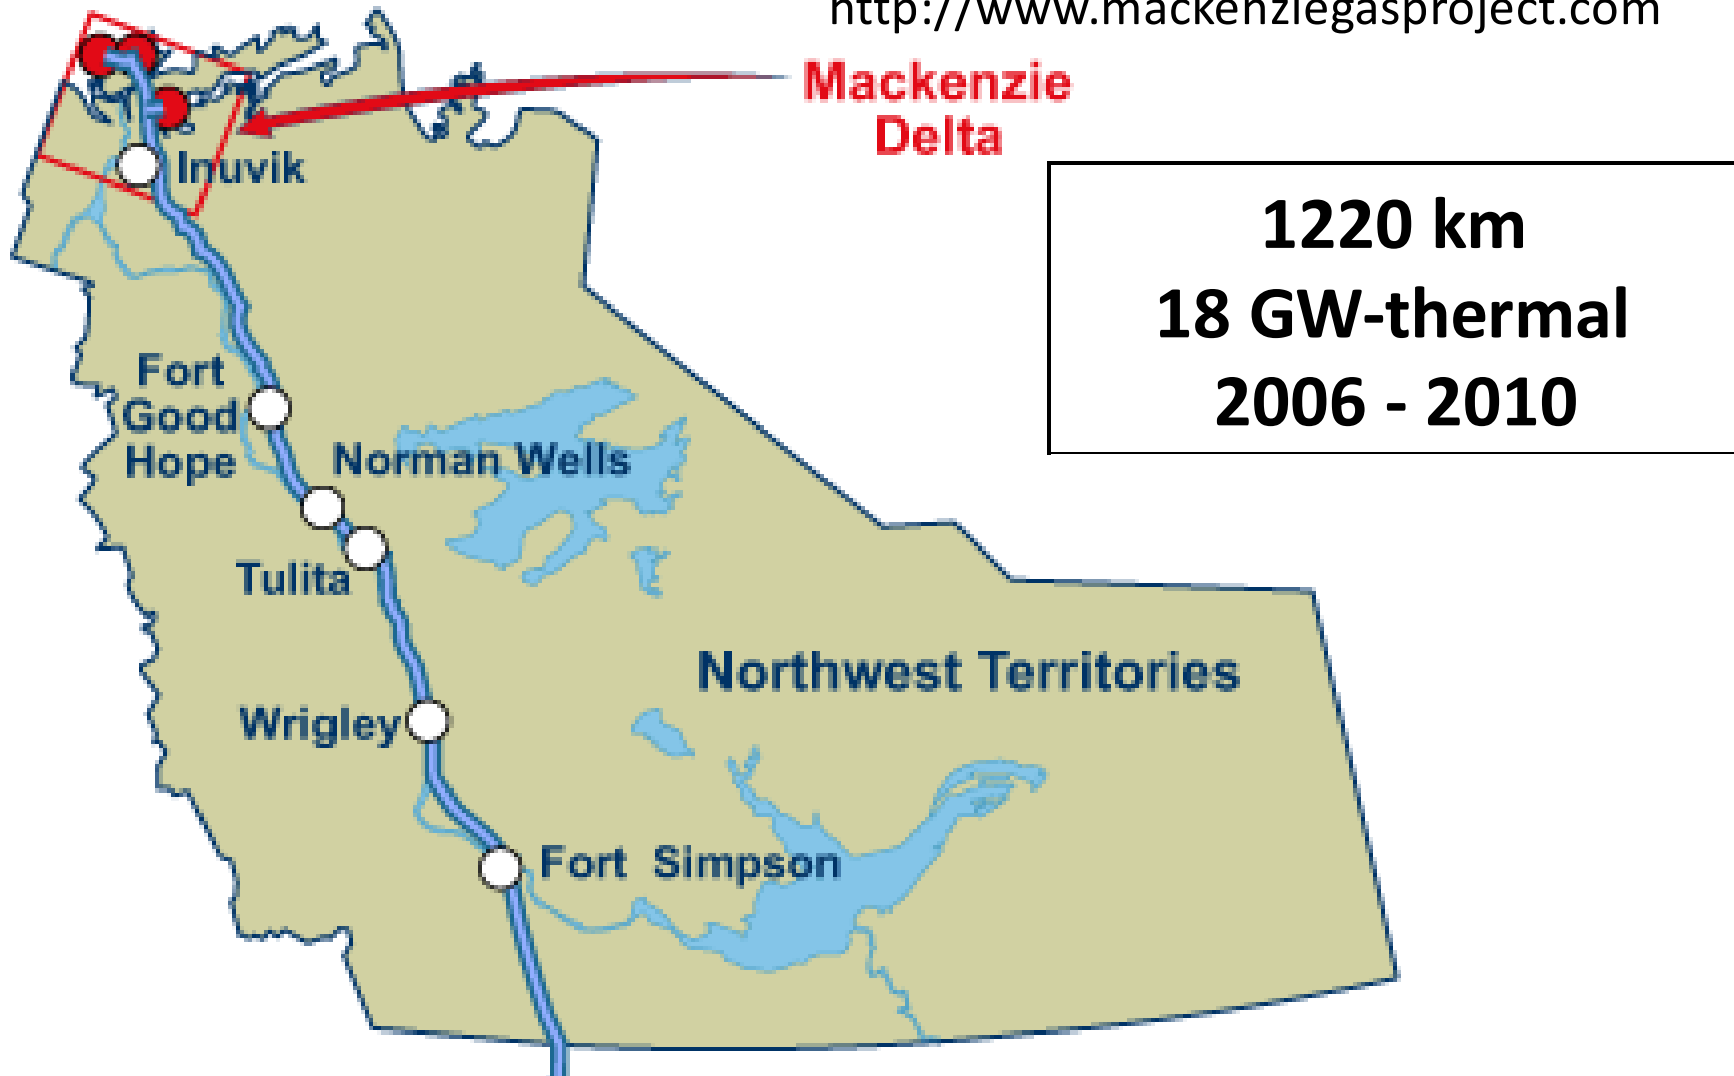 http://www.mackenziegasproject.com
Mackenzie
Delta
Inuvik
1220 km
18 GW-thermal
2006 - 2010
Fort
Good
Hope
Norman Wells
Tulita
Northwest Territories
Wrigley
Fort Simpson